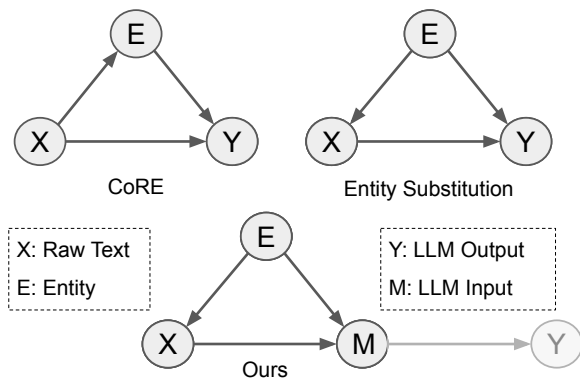 E
E
X
Y
X
Y
CoRE
Entity Substitution
X: Raw Text
E: Entity
E
Y: LLM Output
M: LLM Input
X
M
Y
Ours